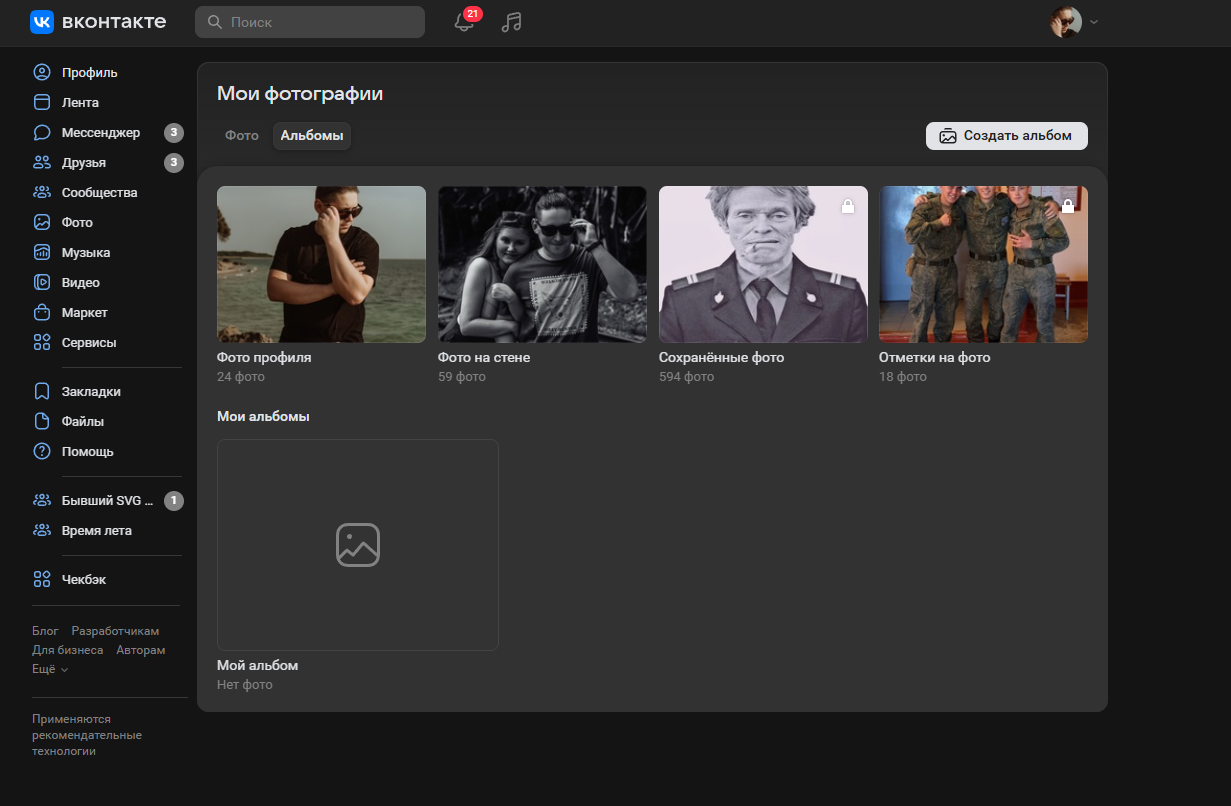 вконтакте
Поиск
21
Профиль
Лента
Мессенджер 3
Друзья 3
Сообщества
Фото
Музыка
Видео
Маркет
Сервисы
Закладки
Файлы
Помощь
Бывший SVG ... 1
Время лета
Чекбэк
Блог Разработчикам
Для бизнеса Авторам
Ещё
Применяются
рекомендательные
технологии
Мои фотографии
Фото Альбомы
Создать альбом
Фото профиля
24 фото
Фото на стене
59 фото
Сохранённые фото
594 фото
Отметки на фото
18 фото
Мои альбомы
Мой альбом
Нет фото